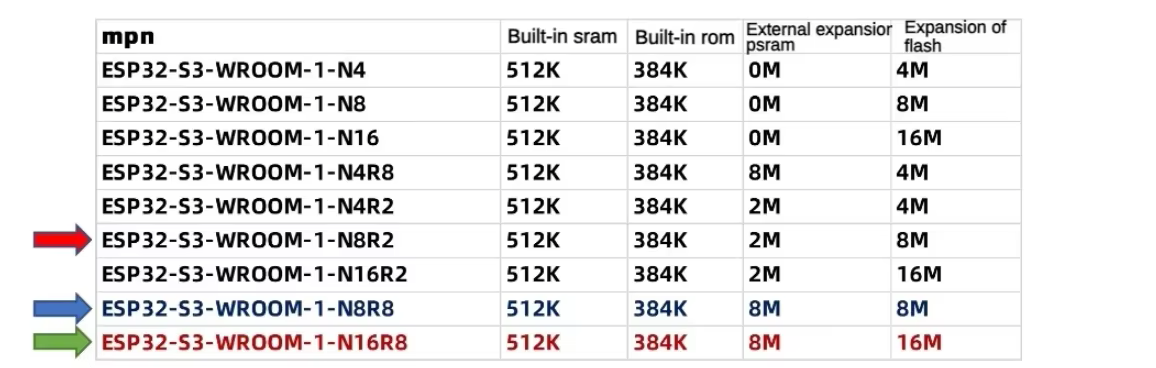 mpn Built-in sram Built-in rom External expansion psram Expansion of flash
ESP32-S3-WROOM-1-N4 512K 384K 0M 4M
ESP32-S3-WROOM-1-N8 512K 384K 0M 8M
ESP32-S3-WROOM-1-N16 512K 384K 0M 16M
ESP32-S3-WROOM-1-N4R8 512K 384K 8M 4M
ESP32-S3-WROOM-1-N4R2 512K 384K 2M 4M
ESP32-S3-WROOM-1-N8R2 512K 384K 2M 8M
ESP32-S3-WROOM-1-N16R2 512K 384K 2M 16M
ESP32-S3-WROOM-1-N8R8 512K 384K 8M 8M
ESP32-S3-WROOM-1-N16R8 512K 384K 8M 16M